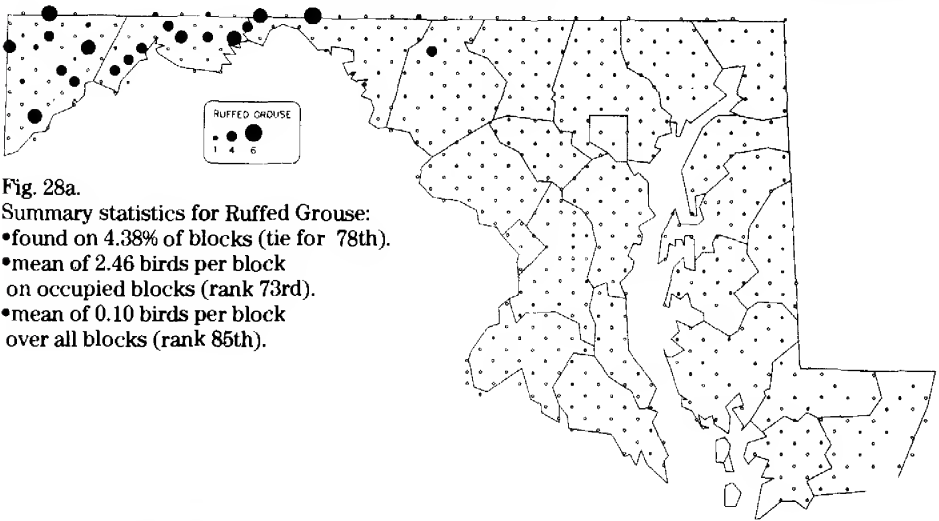 RUFFED GROUSE
1 4 6
Fig. 28a.
Summary statistics for Ruffed Grouse:
•found on 4.38% of blocks (tie for 78th).
•mean of 2.46 birds per block
on occupied blocks (rank 73rd).
•mean of 0.10 birds per block
over all blocks (rank 85th).